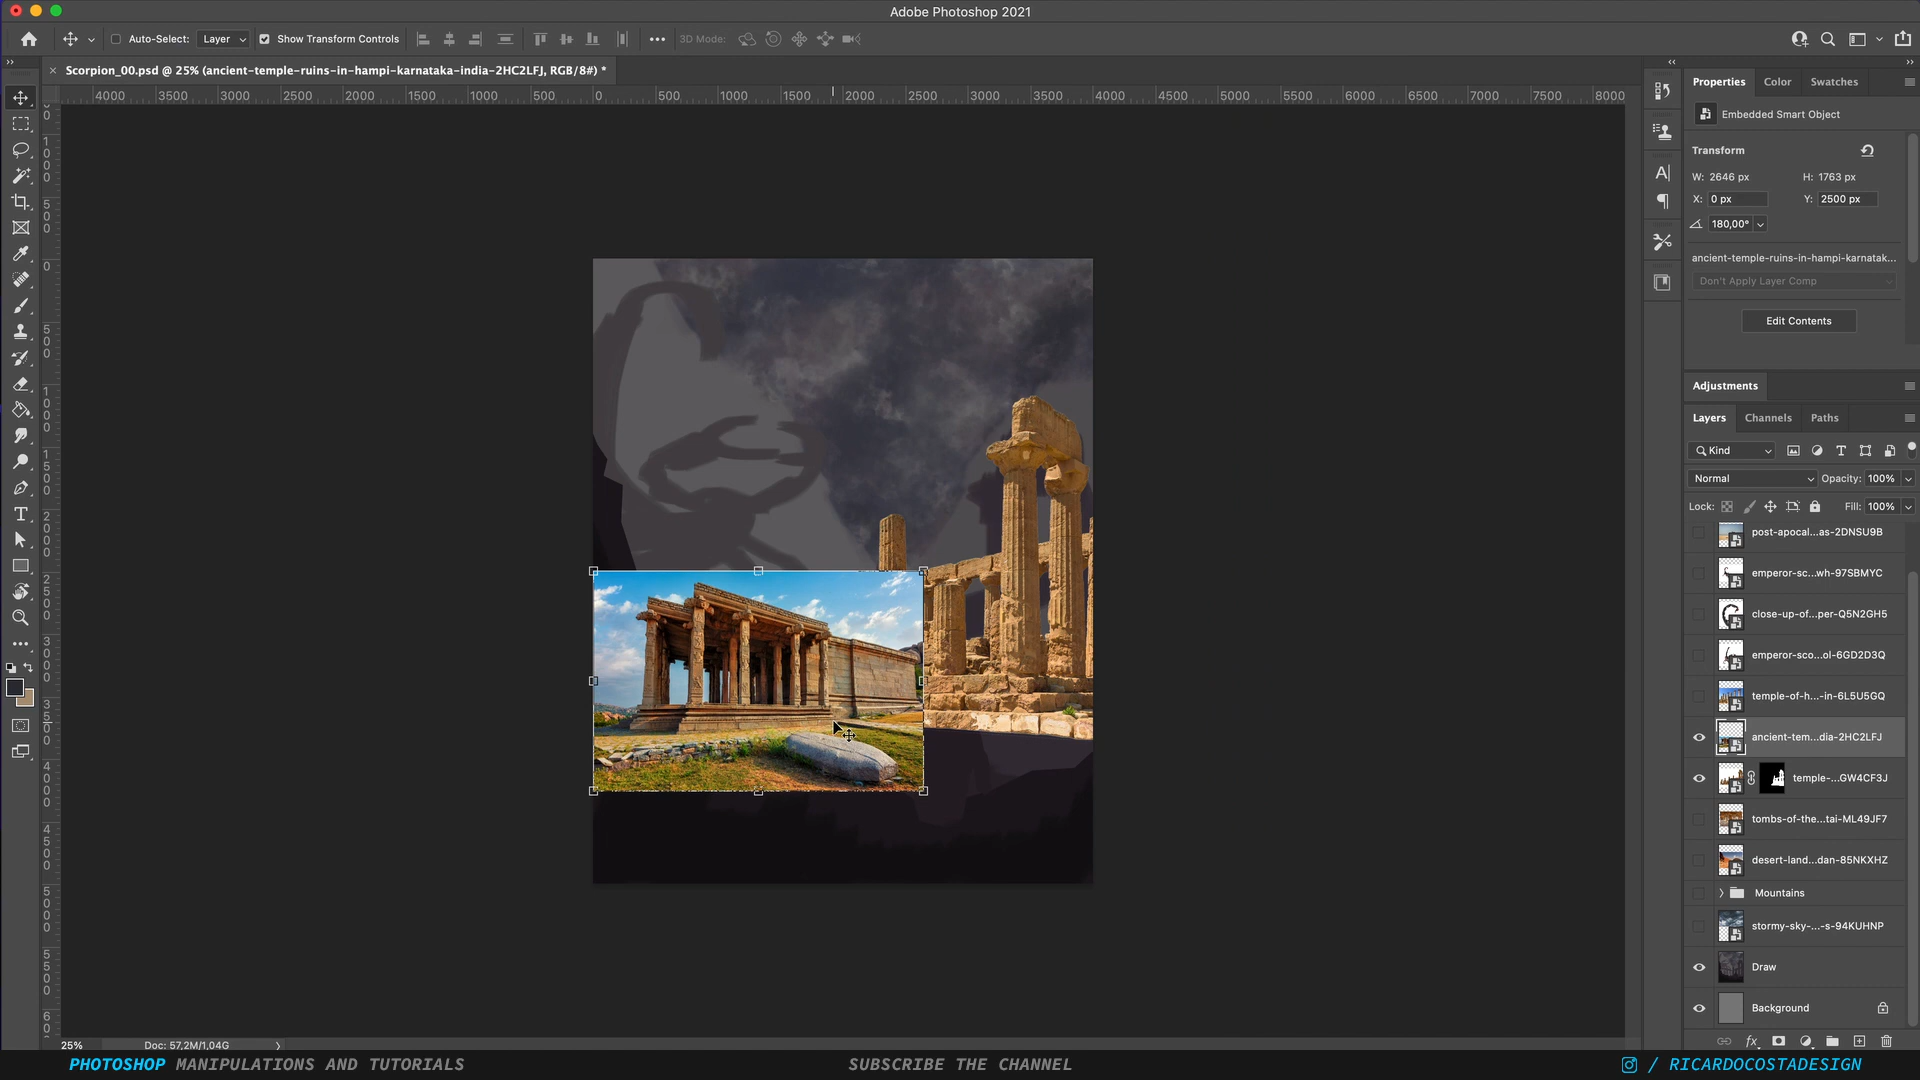 Adobe Photoshop 2021
Auto-Select: Layer Show Transform Controls 3D Mode:
Scorpion_00.psd @ 25% (ancient-temple-ruins-in-hampi-karnataka-india-2HC2LFJ, RGB/8#) *
4000 3500 3000 2500 2000 1500 1000 500 0 500 1000 1500 2000 2500 3000 3500 4000 4500 5000 5500 6000 6500 7000 7500 8000
Properties Color Swatches
Embedded Smart Object
Transform
W: 2646 px H: 1763 px
X: 0 px Y: 2500 px
180,00°
ancient-temple-ruins-in-hampi-karnatak...
Don't Apply Layer Comp
Edit Contents
Adjustments
Layers Channels Paths
Kind
Normal Opacity: 100%
Lock: Fill: 100%
post-apocal...as-2DNSU9B
emperor-sc...wh-97SBMYC
close-up-of...per-Q5N2GH5
emperor-sco...ol-6GD2D3Q
temple-of-h...-in-6L5U5GQ
ancient-tem...dia-2HC2LFJ
temple-...GW4CF3J
tombs-of-the...tai-ML49JF7
desert-land...dan-85NKXHZ
Mountains
stormy-sky-...-s-94KUHNP
Draw
Background
25% Doc: 57,2M/1,04G
PHOTOSHOP MANIPULATIONS AND TUTORIALS
SUBSCRIBE THE CHANNEL
/ RICARDOCOSTADESIGN